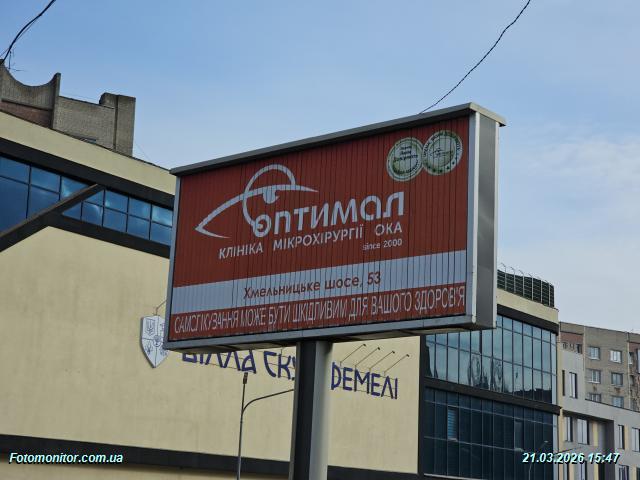 оптимал
КЛІНІКА МІКРОХІРУРГІЇ ОКА
since 2000
Хмельницьке шосе, 53
САМОЛІКУВАННЯ МОЖЕ БУТИ ШКІДЛИВИМ ДЛЯ ВАШОГО ЗДОРОВ'Я
ДЕМЕЛІ
Fotomonitor.com.ua
21.03.2026 15:47